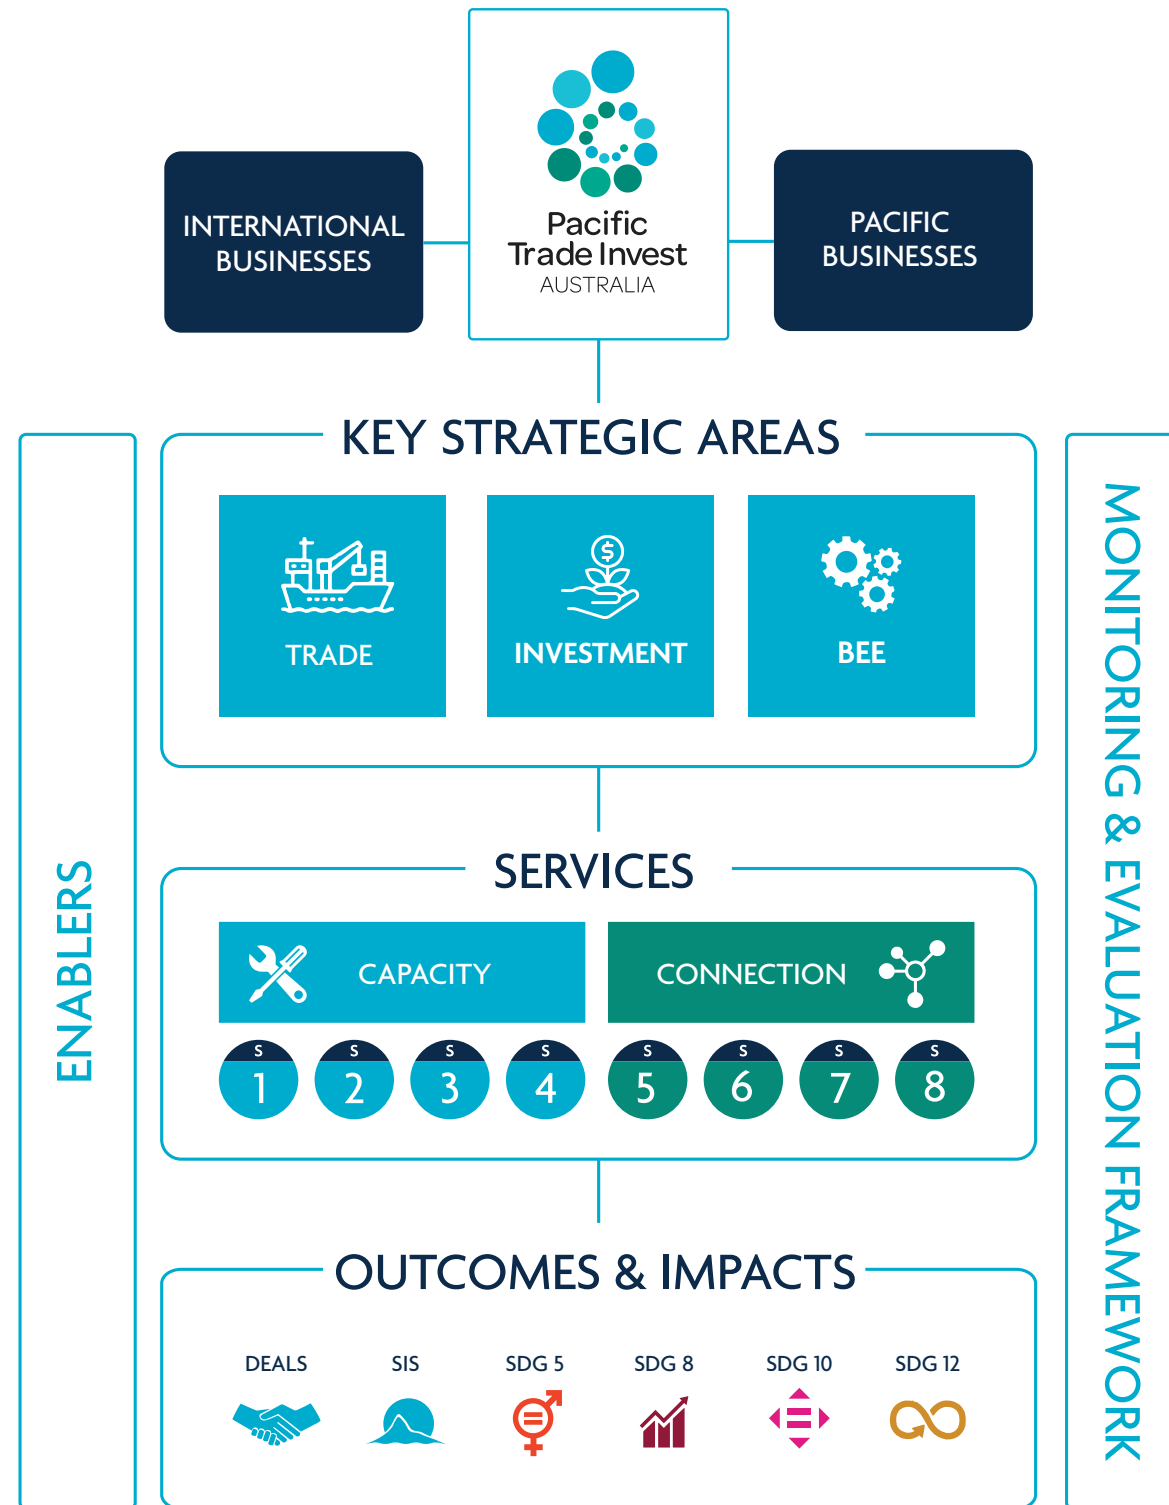 Pacific
Trade Invest
AUSTRALIA
INTERNATIONAL
BUSINESSES
PACIFIC
BUSINESSES
KEY STRATEGIC AREAS
TRADE
$
INVESTMENT
BEE
ENABLERS
MONITORING & EVALUATION FRAMEWORK
SERVICES
CAPACITY
CONNECTION
S 1
S 2
S 3
S 4
S 5
S 6
S 7
S 8
OUTCOMES & IMPACTS
DEALS
SIS
SDG 5
SDG 8
SDG 10
SDG 12